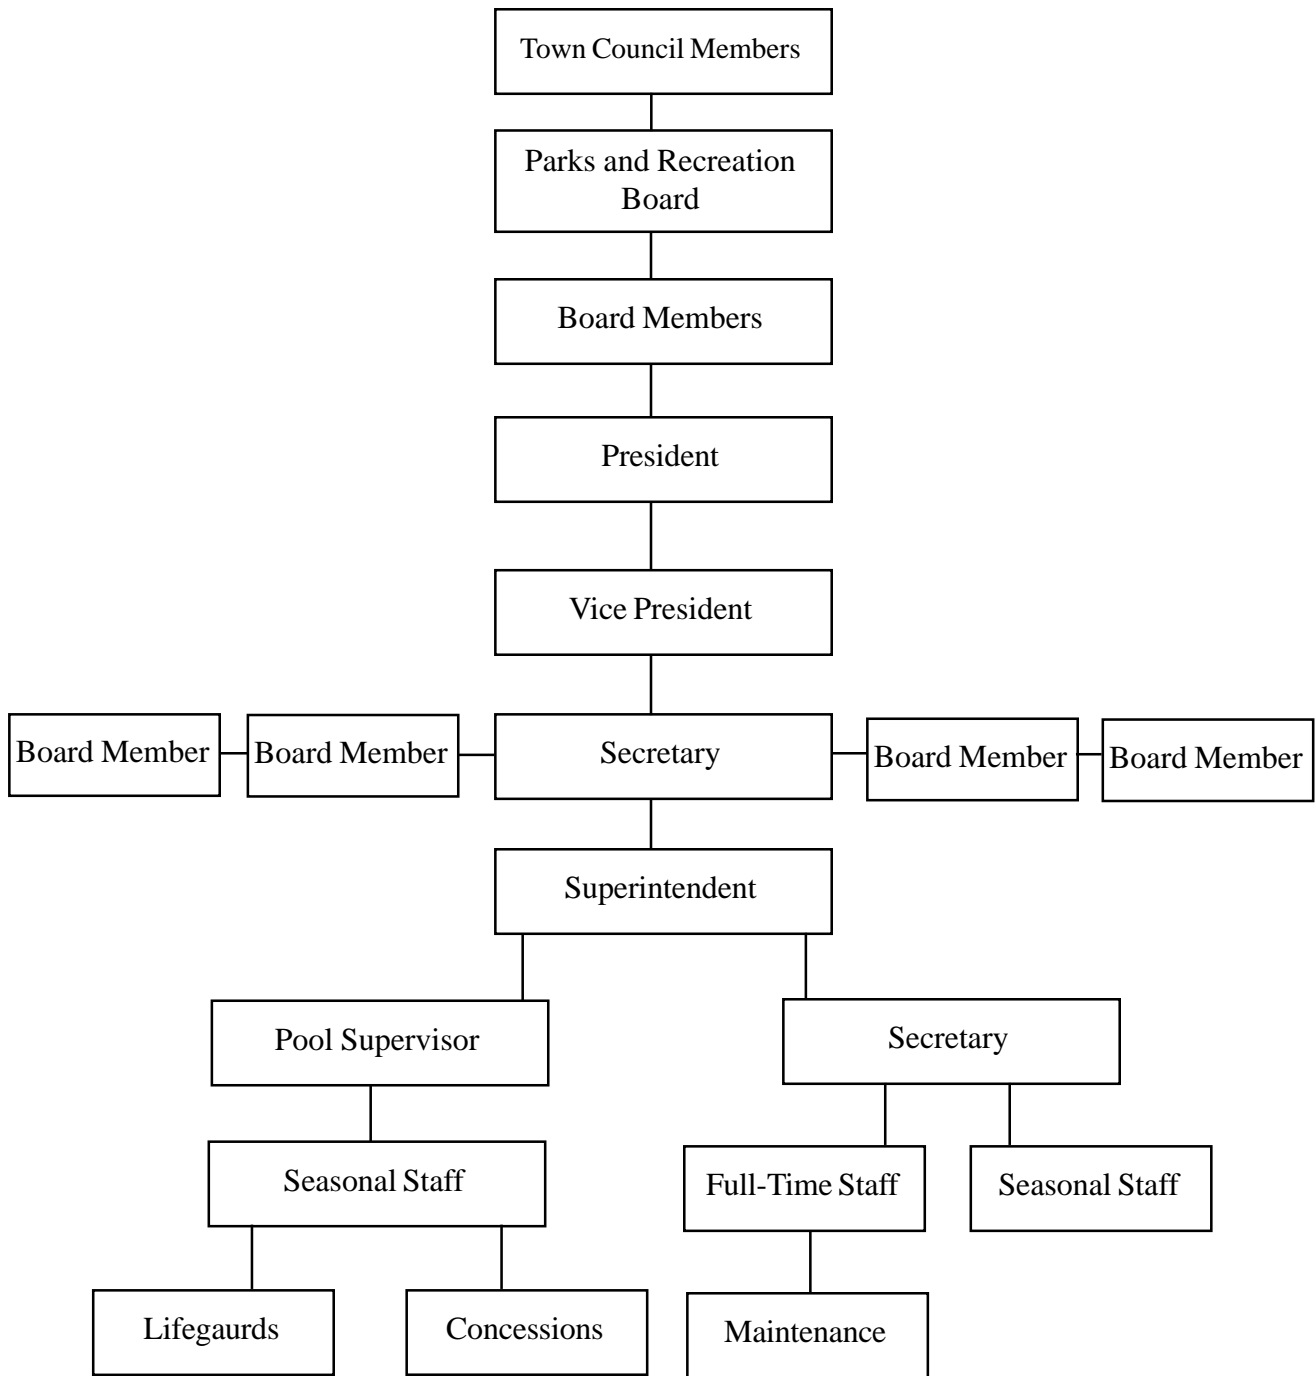 Town Council Members
Parks and Recreation
Board
Board Members
President
Vice President
Board Member
Board Member
Secretary
Board Member
Board Member
Superintendent
Pool Supervisor
Secretary
Seasonal Staff
Full-Time Staff
Seasonal Staff
Lifegaurds
Concessions
Maintenance